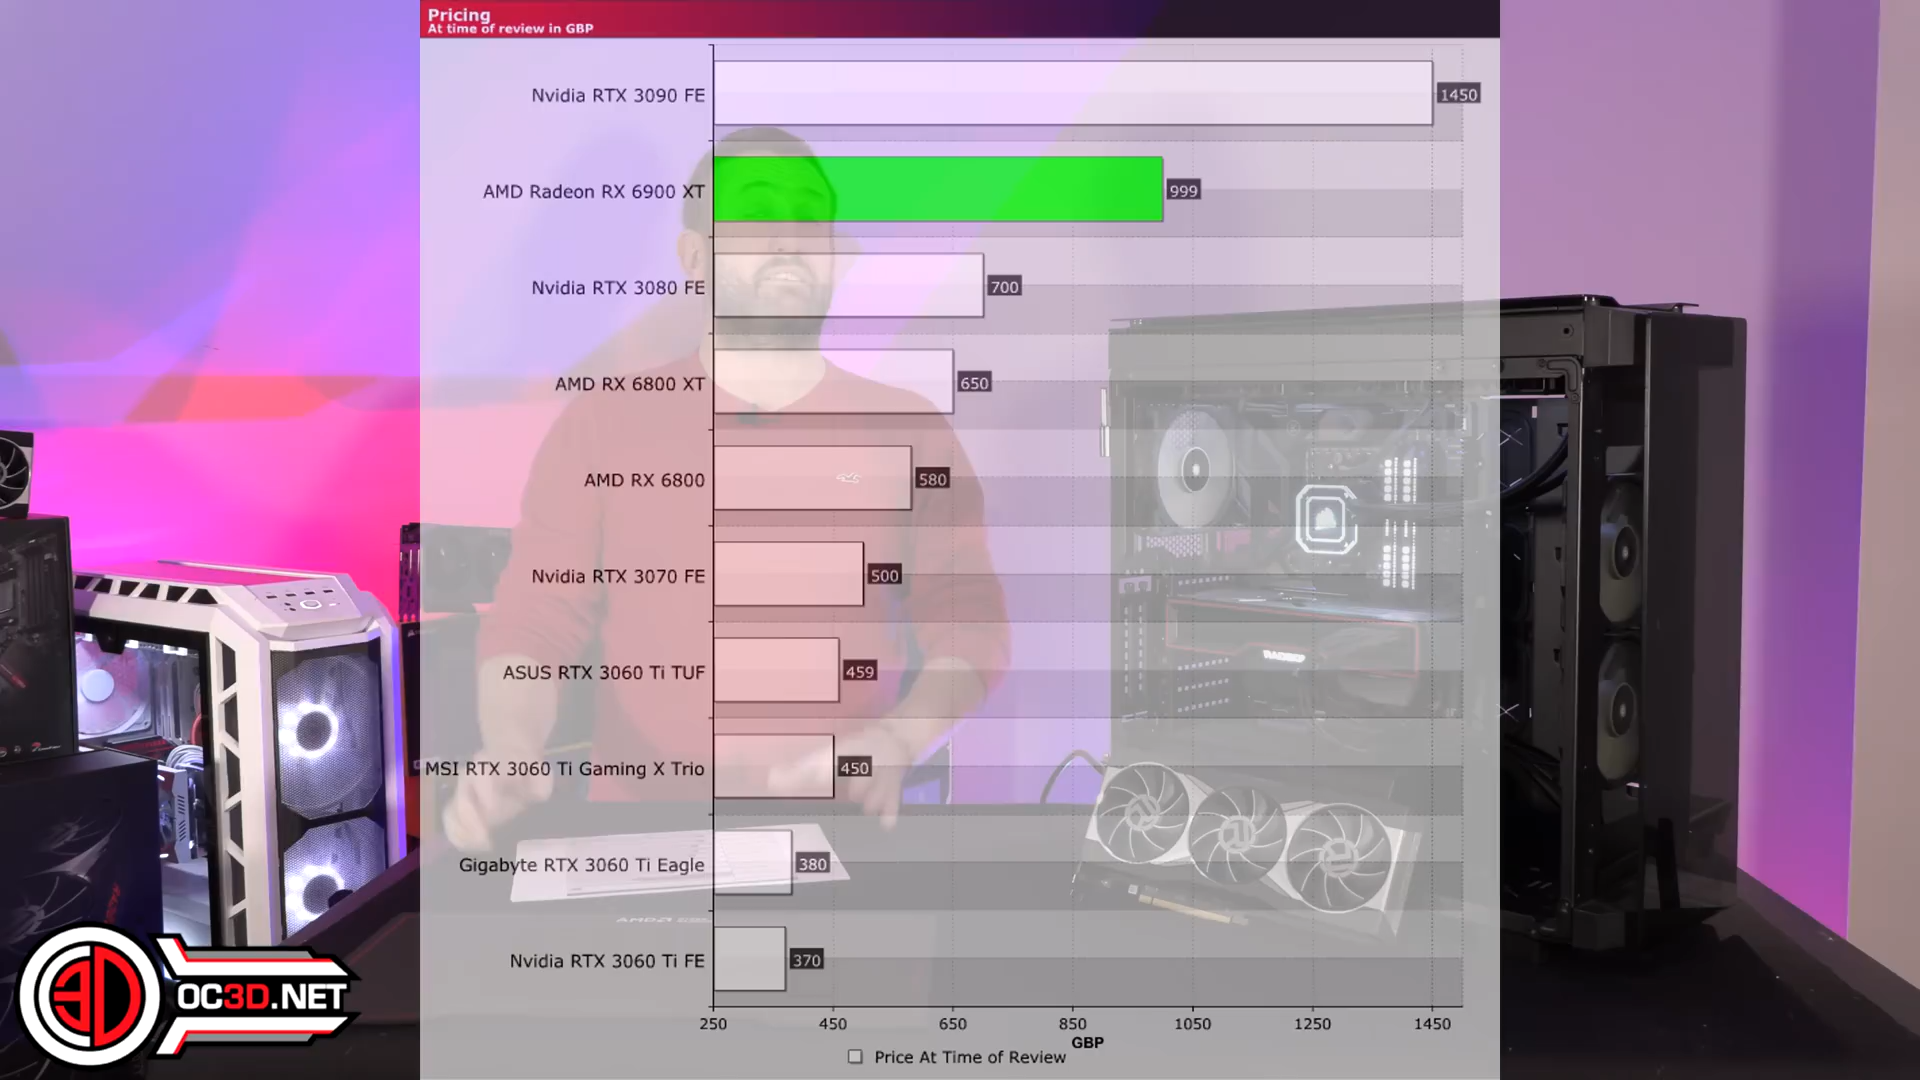 Pricing
At time of review in GBP
Nvidia RTX 3090 FE
1450
AMD Radeon RX 6900 XT
999
Nvidia RTX 3080 FE
700
AMD RX 6800 XT
650
AMD RX 6800
580
Nvidia RTX 3070 FE
500
ASUS RTX 3060 Ti TUF
459
MSI RTX 3060 Ti Gaming X Trio
450
Gigabyte RTX 3060 Ti Eagle
380
Nvidia RTX 3060 Ti FE
370
250 450 650 850 1050 1250 1450
GBP
Price At Time of Review
RADEON
3D OC3D.NET